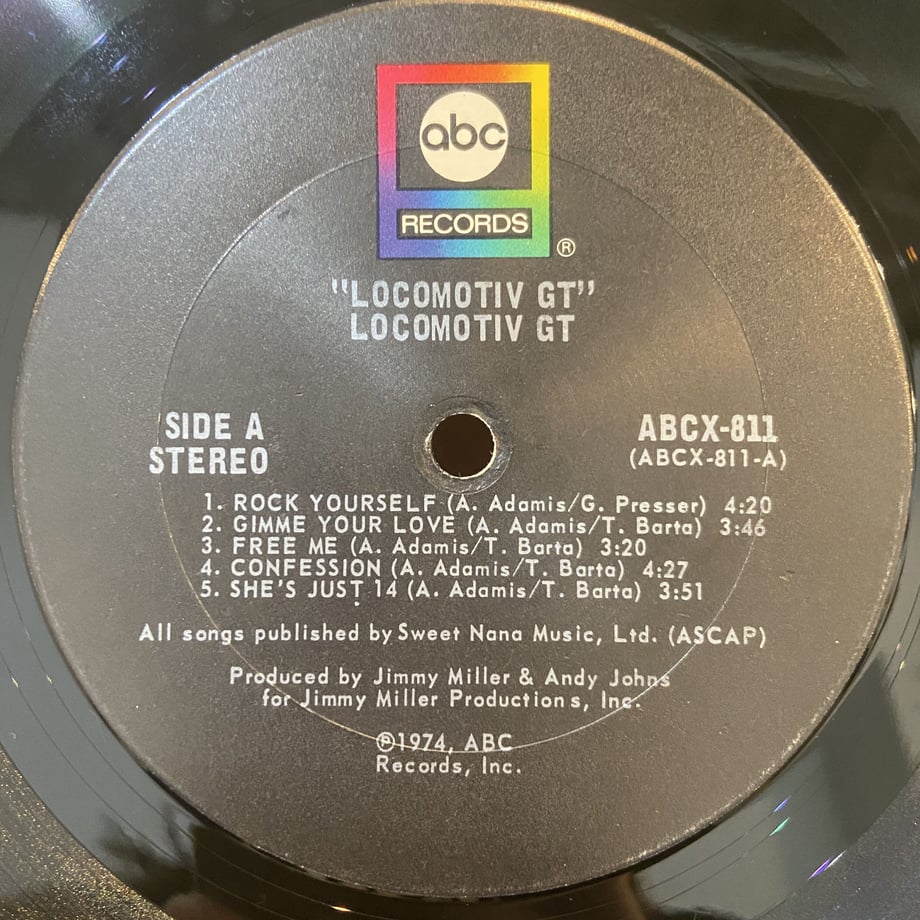 abc
RECORDS
®
"LOCOMOTIV GT"
LOCOMOTIV GT
SIDE A
STEREO
ABCX-811
(ABCX-811-A)
1. ROCK YOURSELF (A. Adamis/G. Presser) 4:20
2. GIMME YOUR LOVE (A. Adamis/T. Barta) 3:46
3. FREE ME (A. Adamis/T. Barta) 3:20
4. CONFESSION (A. Adamis/T. Barta) 4:27
5. SHE'S JUST 14 (A. Adamis/T. Barta) 3:51
All songs published by Sweet Nana Music, Ltd. (ASCAP)
Produced by Jimmy Miller & Andy Johns
for Jimmy Miller Productions, Inc.
℗1974, ABC
Records, Inc.